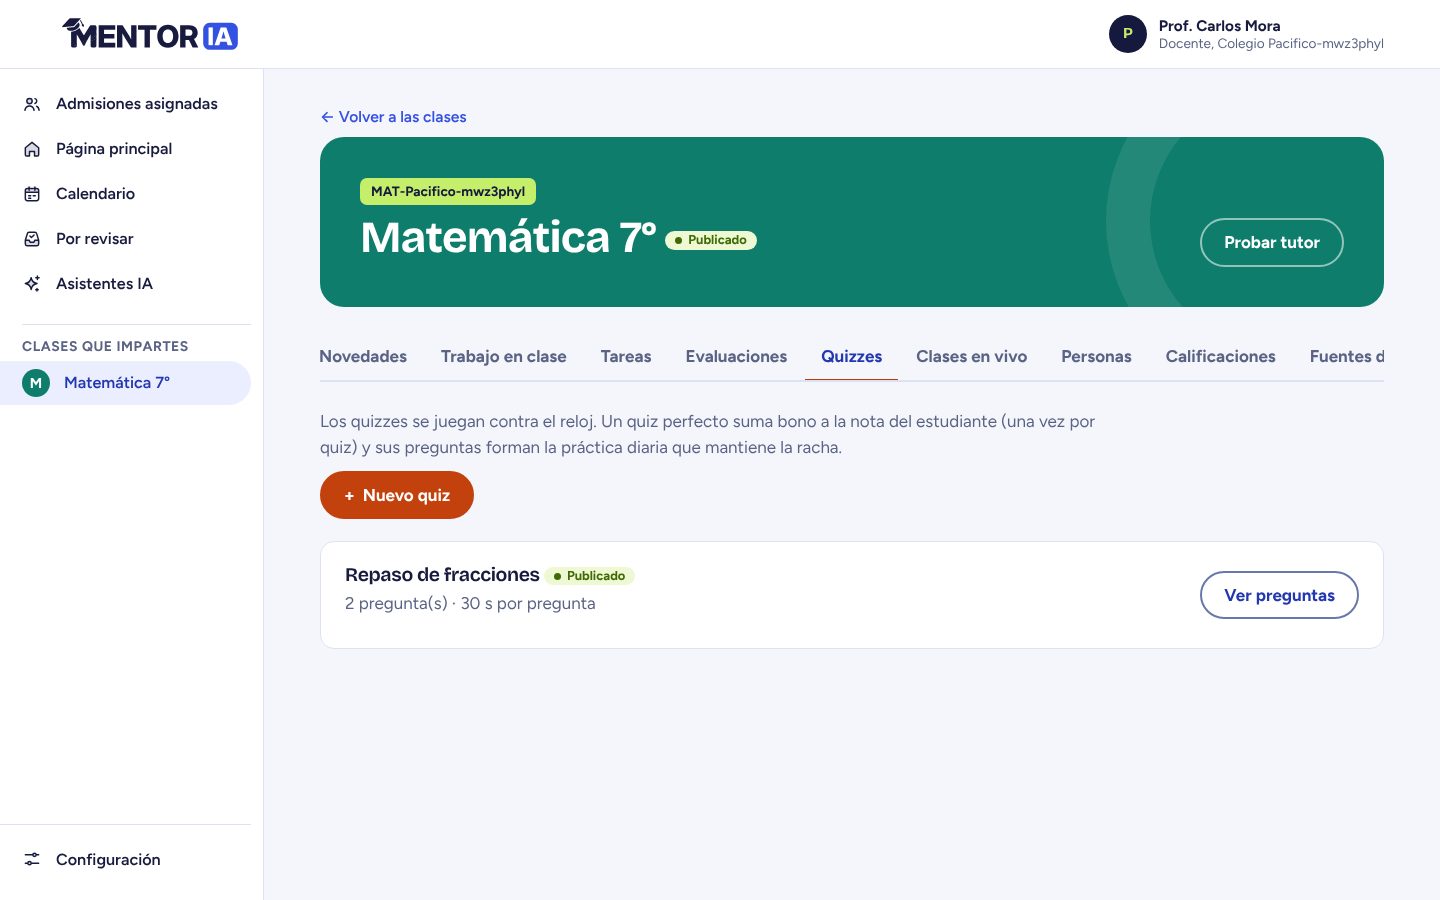 MENTOR IA
P
Prof. Carlos Mora
Docente, Colegio Pacifico-mwz3phyl
Admisiones asignadas
Página principal
Calendario
Por revisar
Asistentes IA
CLASES QUE IMPARTES
M
Matemática 7°
Configuración
← Volver a las clases
MAT-Pacifico-mwz3phyl
Matemática 7° Publicado
Probar tutor
Novedades Trabajo en clase Tareas Evaluaciones Quizzes Clases en vivo Personas Calificaciones Fuentes d
Los quizzes se juegan contra el reloj. Un quiz perfecto suma bono a la nota del estudiante (una vez por
quiz) y sus preguntas forman la práctica diaria que mantiene la racha.
+ Nuevo quiz
Repaso de fracciones Publicado
2 pregunta(s) · 30 s por pregunta
Ver preguntas